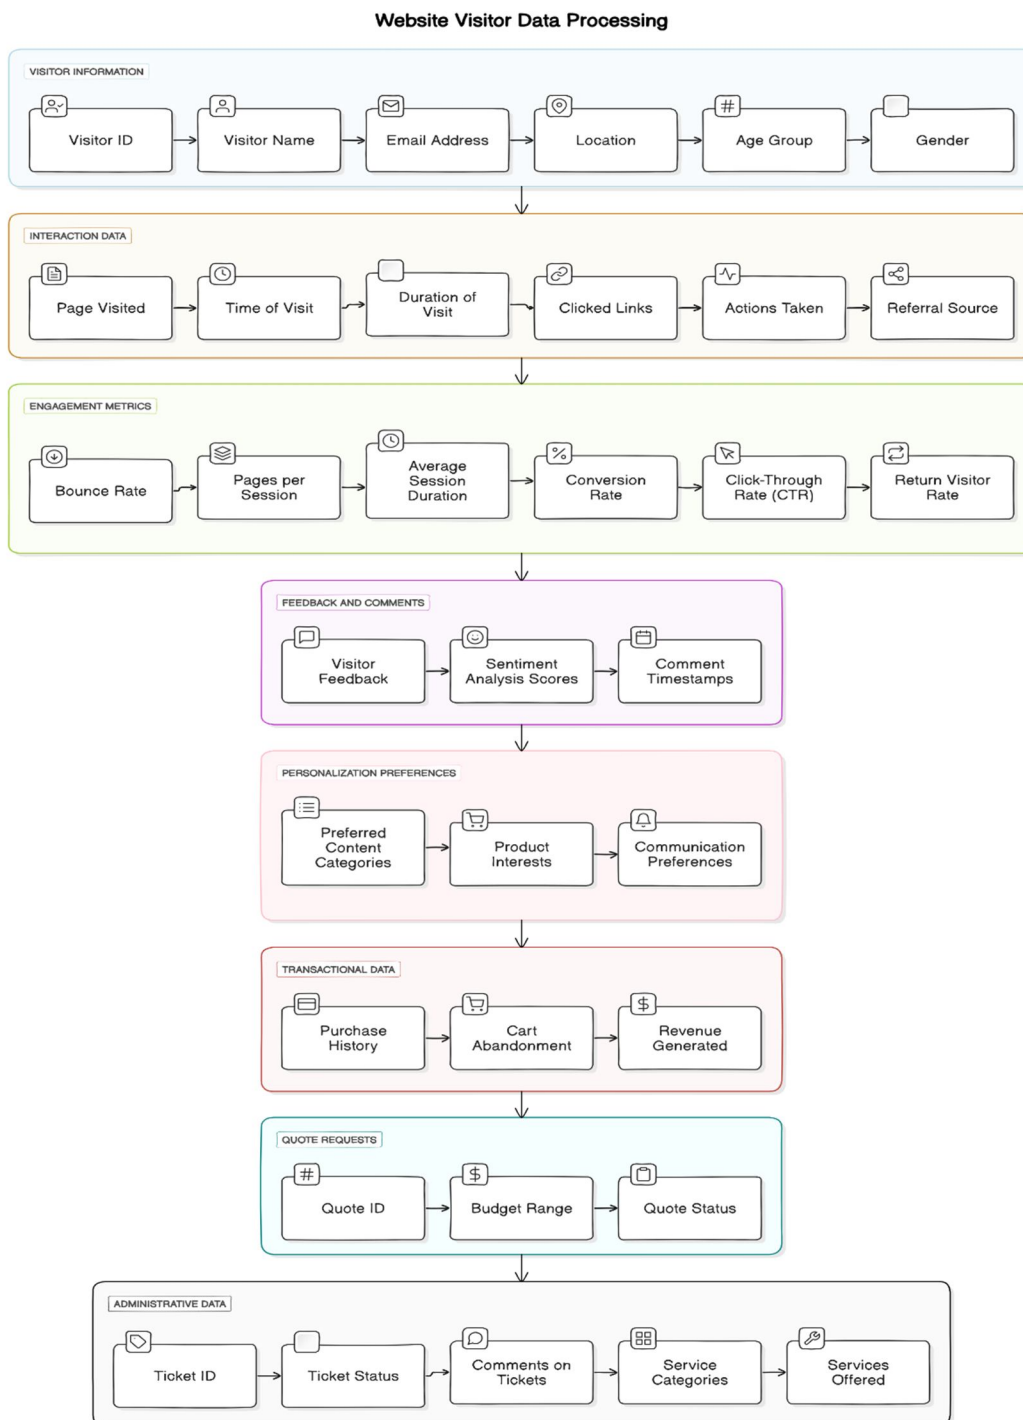 Website Visitor Data Processing
VISITOR INFORMATION
Visitor ID
Visitor Name
Email Address
Location
Age Group
Gender
INTERACTION DATA
Page Visited
Time of Visit
Duration of
Visit
Clicked Links
Actions Taken
Referral Source
ENGAGEMENT METRICS
Bounce Rate
Pages per
Session
Average
Session
Duration
Conversion
Rate
Click-Through
Rate (CTR)
Return Visitor
Rate
FEEDBACK AND COMMENTS
Visitor
Feedback
Sentiment
Analysis Scores
Comment
Timestamps
PERSONALIZATION PREFERENCES
Preferred
Content
Categories
Product
Interests
Communication
Preferences
TRANSACTIONAL DATA
Purchase
History
Cart
Abandonment
Revenue
Generated
QUOTE REQUESTS
Quote ID
Budget Range
Quote Status
ADMINISTRATIVE DATA
Ticket ID
Ticket Status
Comments on
Tickets
Service
Categories
Services
Offered